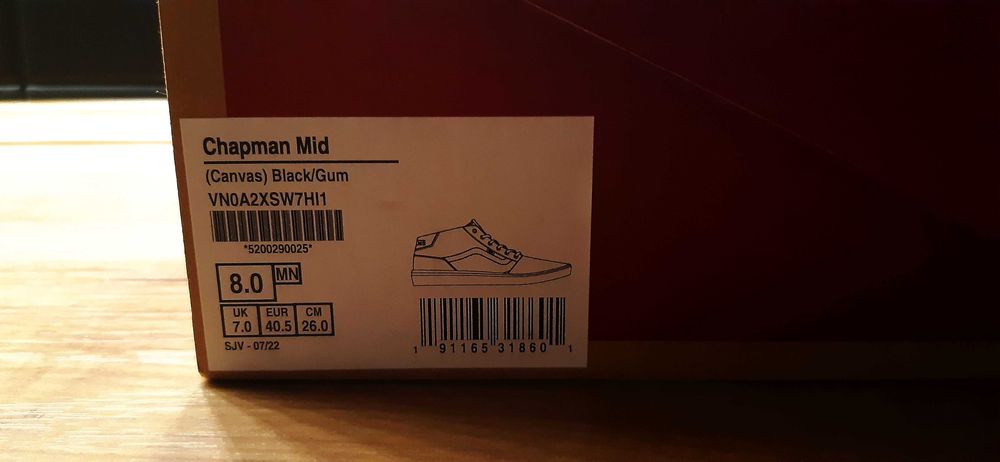 Chapman Mid
(Canvas) Black/Gum
VN0A2XSW7HI1
*5200290025*
8.0 MN
UK EUR CM
7.0 40.5 26.0
SJV - 07/22
1 91165 31860 1